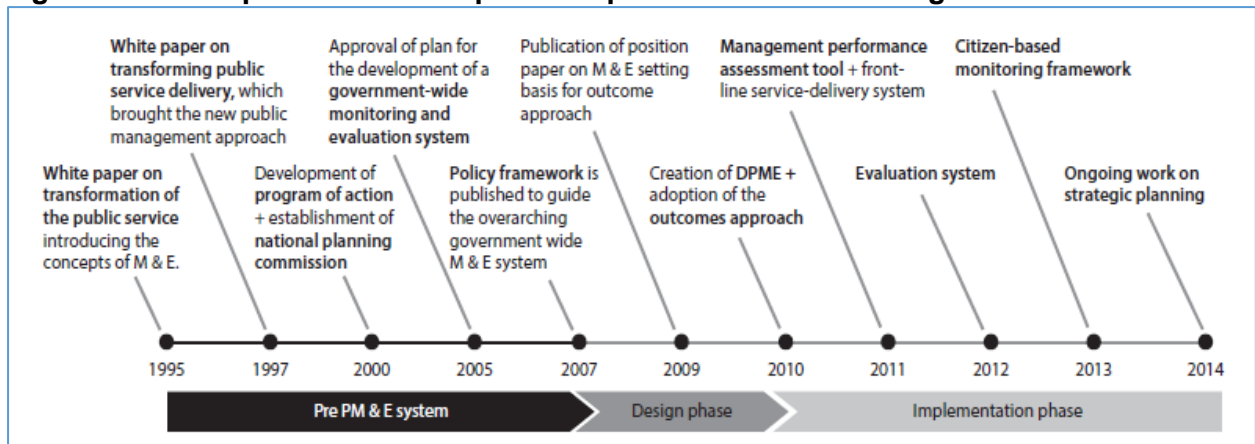 White paper on
transforming public
service delivery, which
brought the new public
management approach
Approval of plan for
the development of a
government-wide
monitoring and
evaluation system
Publication of position
paper on M & E setting
basis for outcome
approach
Management performance
assessment tool + front-
line service-delivery system
Citizen-based
monitoring framework
White paper on
transformation of
the public service
introducing the
concepts of M & E.
Development of
program of action
+ establishment of
national planning
commission
Policy framework is
published to guide
the overarching
government wide
M & E system
Creation of DPME +
adoption of the
outcomes approach
Evaluation system
Ongoing work on
strategic planning
1995 1997 2000 2005 2007 2009 2010 2011 2012 2013 2014
Pre PM & E system Design phase Implementation phase